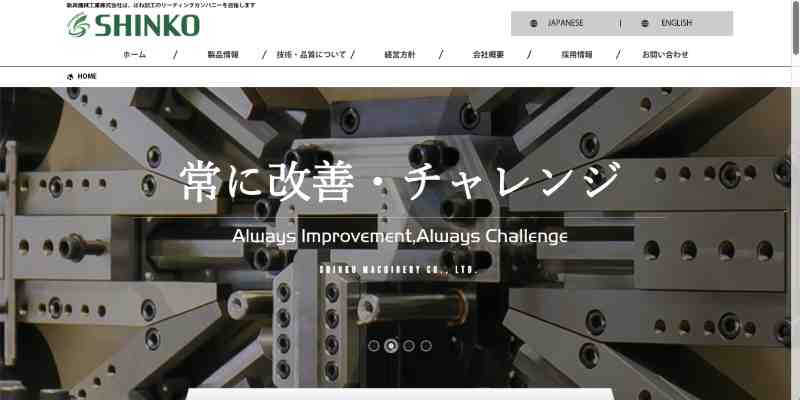 新興機械工業株式会社は、ばね加工のリーディングカンパニーを目指します
SHINKO
JAPANESE | ENGLISH
ホーム / 製品情報 / 技術・品質について / 経営方針 / 会社概要 / 採用情報 / お問い合わせ
HOME
常に改善・チャレンジ
Always Improvement,Always Challenge
SHINKO MACHINERY CO., LTD.